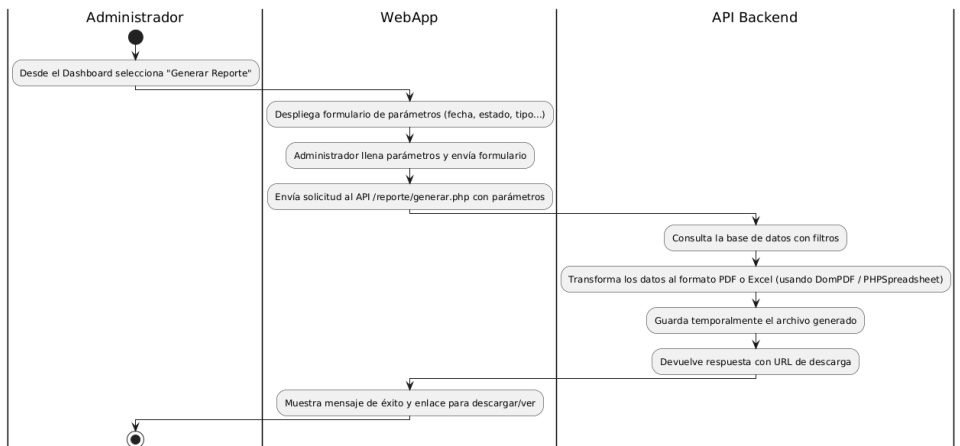 Administrador
WebApp
API Backend
Desde el Dashboard selecciona "Generar Reporte"
Despliega formulario de parámetros (fecha, estado, tipo...)
Administrador llena parámetros y envía formulario
Envía solicitud al API /reporte/generar.php con parámetros
Consulta la base de datos con filtros
Transforma los datos al formato PDF o Excel (usando DomPDF / PHPSpreadsheet)
Guarda temporalmente el archivo generado
Devuelve respuesta con URL de descarga
Muestra mensaje de éxito y enlace para descargar/ver